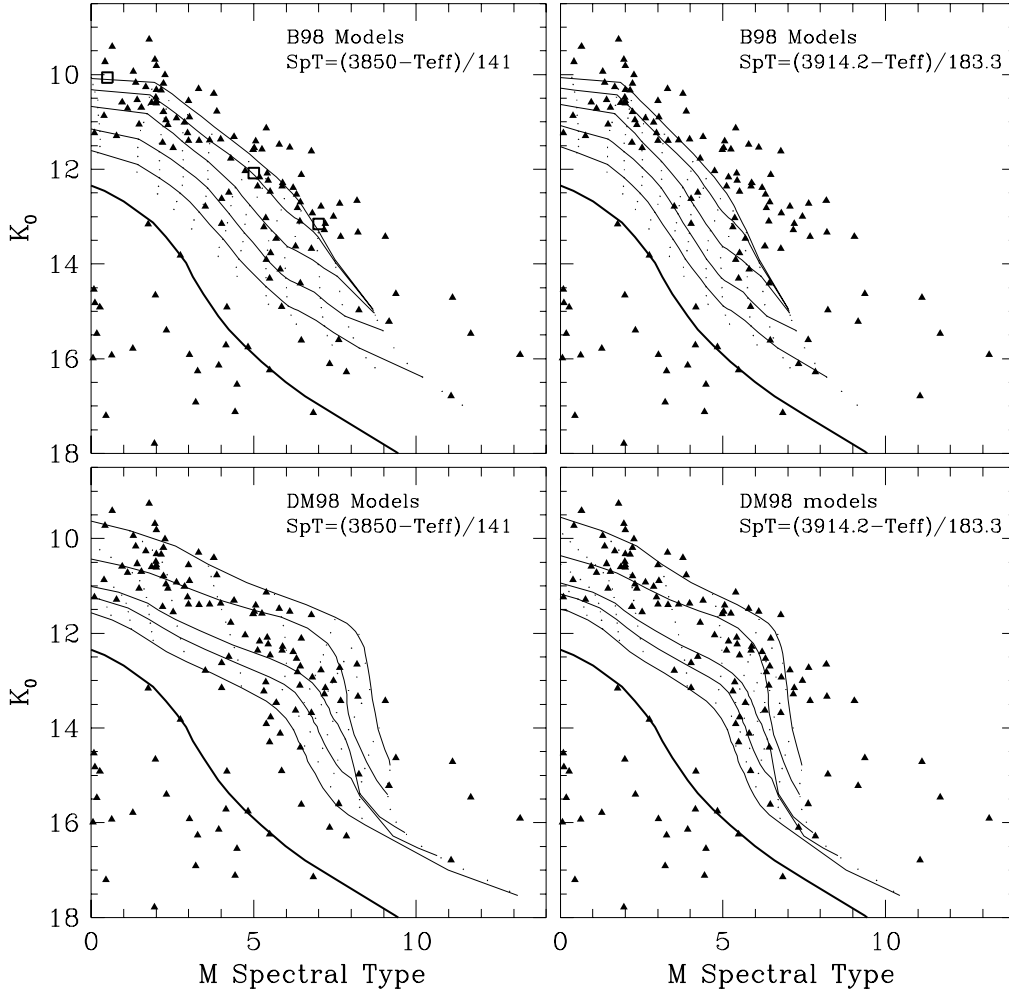 B98 Models
SpT=(3850-Teff)/141
B98 Models
SpT=(3914.2-Teff)/183.3
10
12
14
16
18
K0
DM98 Models
SpT=(3850-Teff)/141
DM98 models
SpT=(3914.2-Teff)/183.3
10
12
14
16
18
K0
0
5
10
0
5
10
M Spectral Type
M Spectral Type